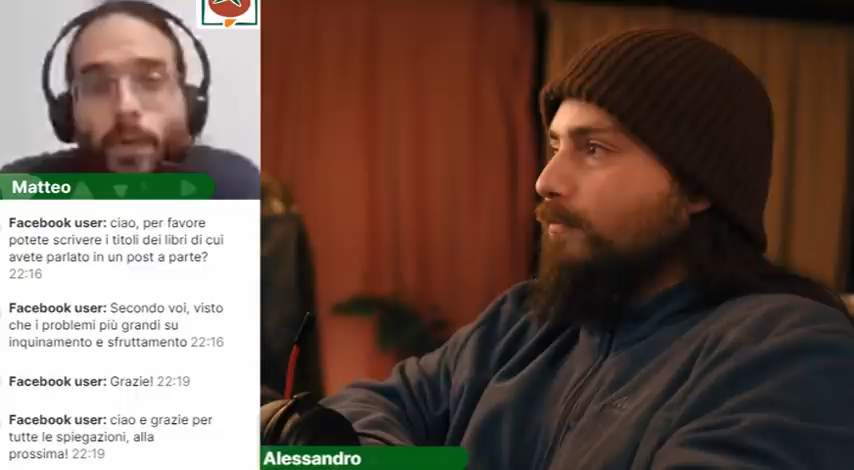 Matteo
Facebook user: ciao, per favore
potete scrivere i titoli dei libri di cui
avete parlato in un post a parte?
22:16
Facebook user: Secondo voi, visto
che i problemi più grandi su
inquinamento e sfruttamento 22:16
Facebook user: Grazie! 22:19
Facebook user: ciao e grazie per
tutte le spiegazioni, alla
prossima! 22:19
Alessandro